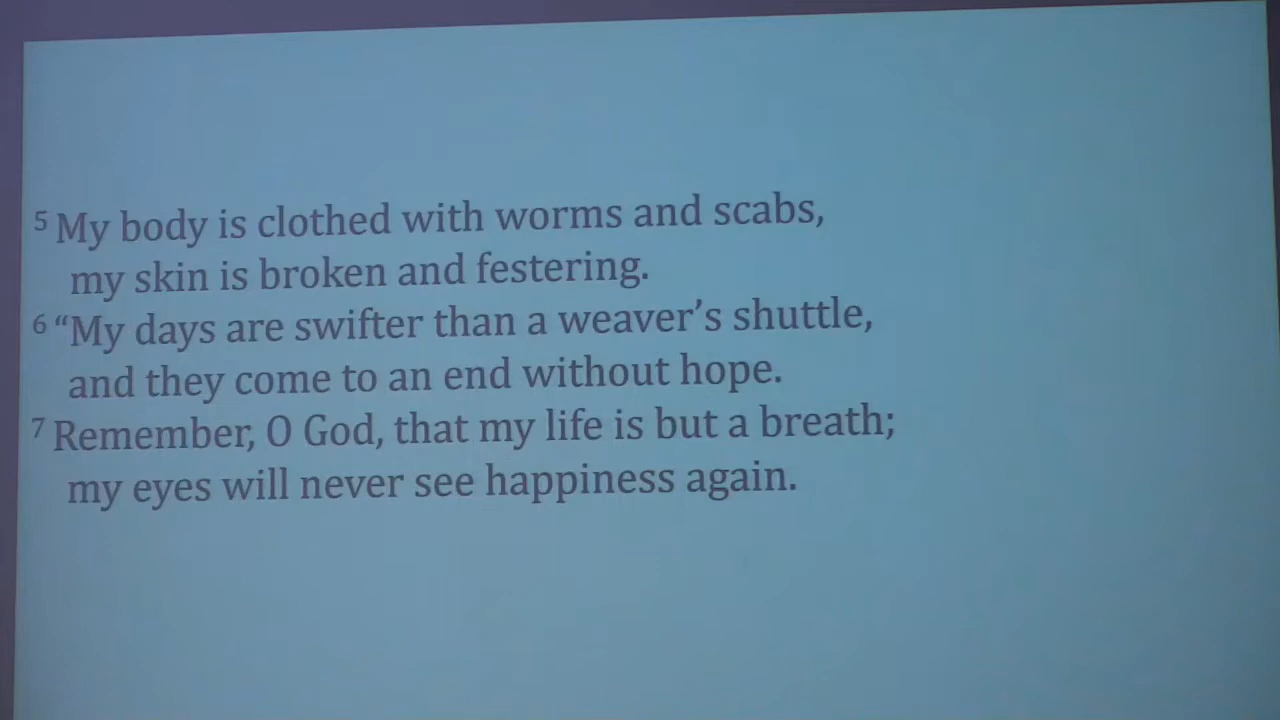 5 My body is clothed with worms and scabs,
my skin is broken and festering.
6 “My days are swifter than a weaver’s shuttle,
and they come to an end without hope.
7 Remember, O God, that my life is but a breath;
my eyes will never see happiness again.